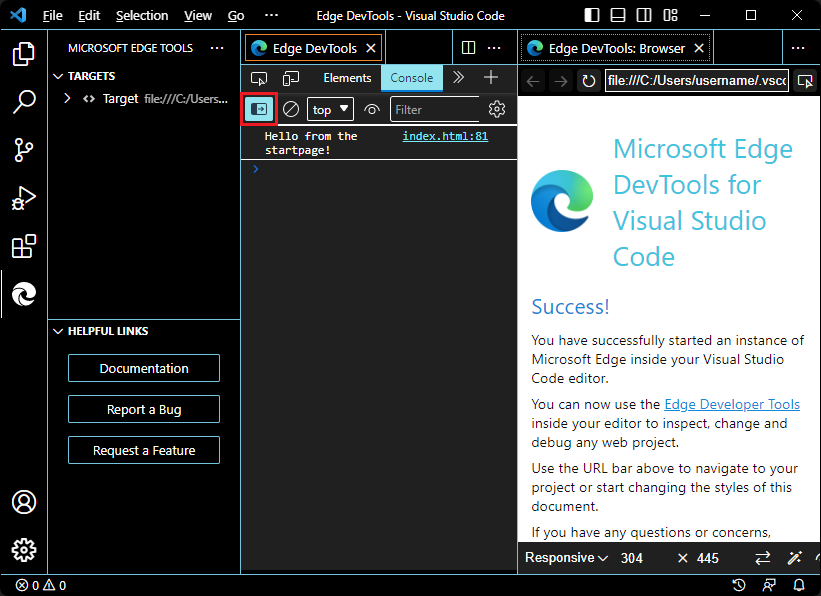 File Edit Selection View Go ··· Edge DevTools - Visual Studio Code
MICROSOFT EDGE TOOLS ···
TARGETS
Target file:///C:/Users...
HELPFUL LINKS
Documentation
Report a Bug
Request a Feature
Edge DevTools
Elements Console
top Filter
Hello from the index.html:81
startpage!
Edge DevTools: Browser
file:///C:/Users/username/.vsco
Microsoft Edge
DevTools for
Visual Studio
Code
Success!
You have successfully started an instance of
Microsoft Edge inside your Visual Studio
Code editor.
You can now use the Edge Developer Tools
inside your editor to inspect, change and
debug any web project.
Use the URL bar above to navigate to your
project or start changing the styles of this
document.
If you have any questions or concerns,
Responsive 304 × 445
0 0